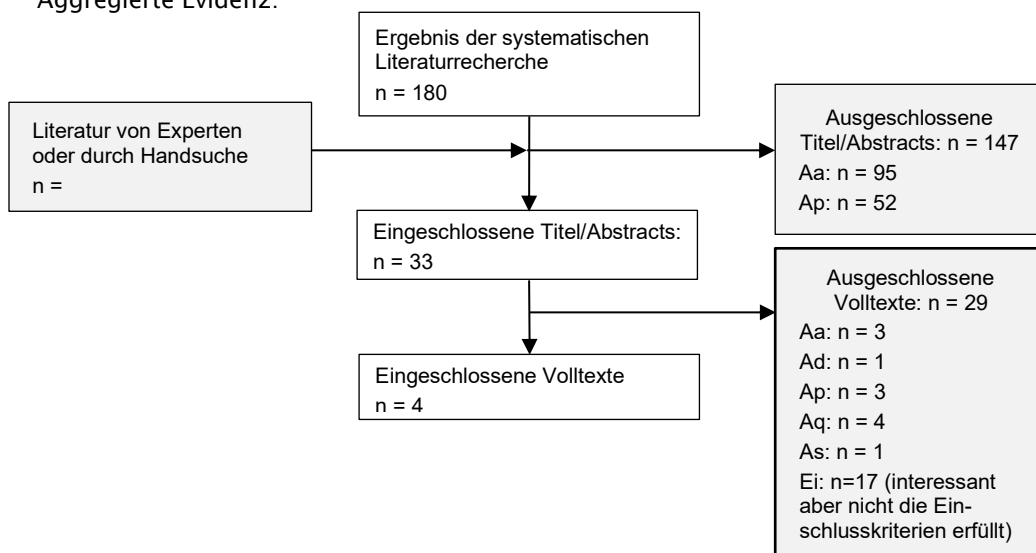 Aggregierte Evidenz:
Ergebnis der systematischen
Literaturrecherche
n = 180
Literatur von Experten
oder durch Handsuche
n =
Ausgeschlossene
Titel/Abstracts: n = 147
Aa: n = 95
Ap: n = 52
Eingeschlossene Titel/Abstracts:
n = 33
Ausgeschlossene
Volltexte: n = 29
Aa: n = 3
Ad: n = 1
Ap: n = 3
Aq: n = 4
As: n = 1
Ei: n=17 (interessant
aber nicht die Ein-
schlusskriterien erfüllt)
Eingeschlossene Volltexte
n = 4